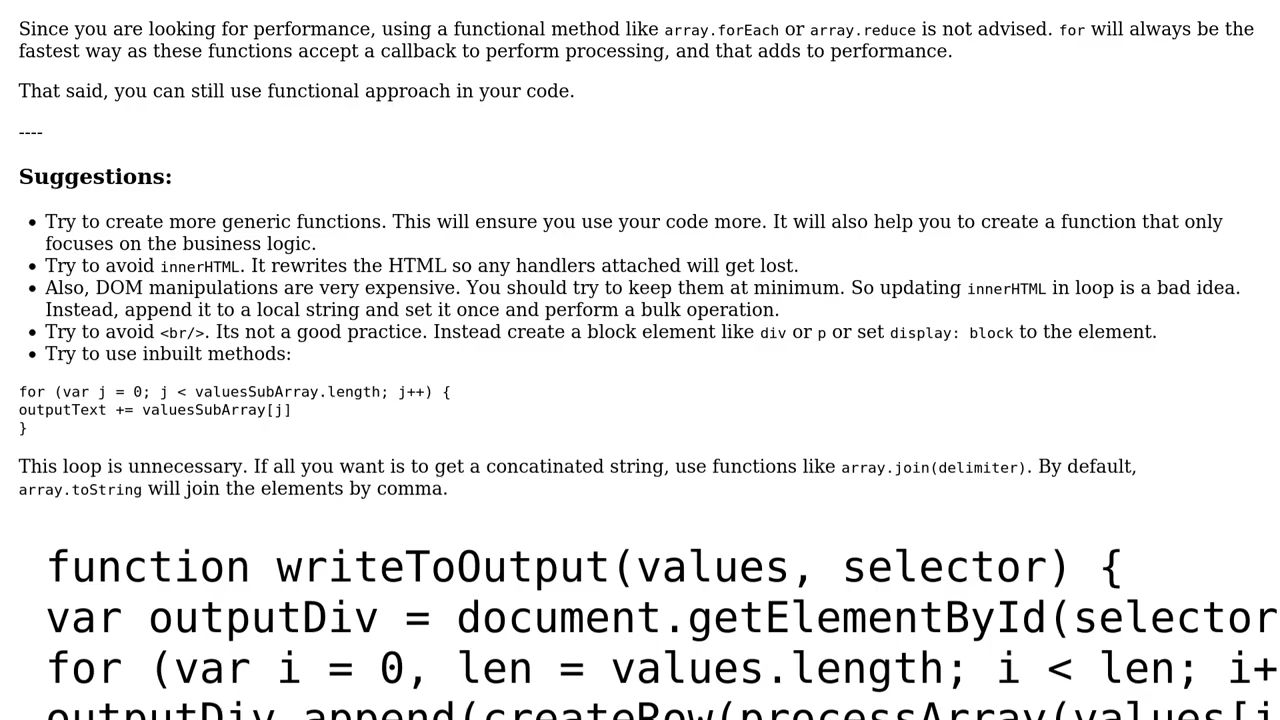 Since you are looking for performance, using a functional method like array.forEach or array.reduce is not advised. for will always be the
fastest way as these functions accept a callback to perform processing, and that adds to performance.
That said, you can still use functional approach in your code.
----
Suggestions:
• Try to create more generic functions. This will ensure you use your code more. It will also help you to create a function that only
focuses on the business logic.
• Try to avoid innerHTML. It rewrites the HTML so any handlers attached will get lost.
• Also, DOM manipulations are very expensive. You should try to keep them at minimum. So updating innerHTML in loop is a bad idea.
Instead, append it to a local string and set it once and perform a bulk operation.
• Try to avoid <br/>. Its not a good practice. Instead create a block element like div or p or set display: block to the element.
• Try to use inbuilt methods:
for (var j = 0; j < valuesSubArray.length; j++) {
outputText += valuesSubArray[j]
}
This loop is unnecessary. If all you want is to get a concatinated string, use functions like array.join(delimiter). By default,
array.toString will join the elements by comma.
function writeToOutput(values, selector) {
var outputDiv = document.getElementById(selector
for (var i = 0, len = values.length; i < len; i+
outputDiv.append(createRow(processArray(values[i